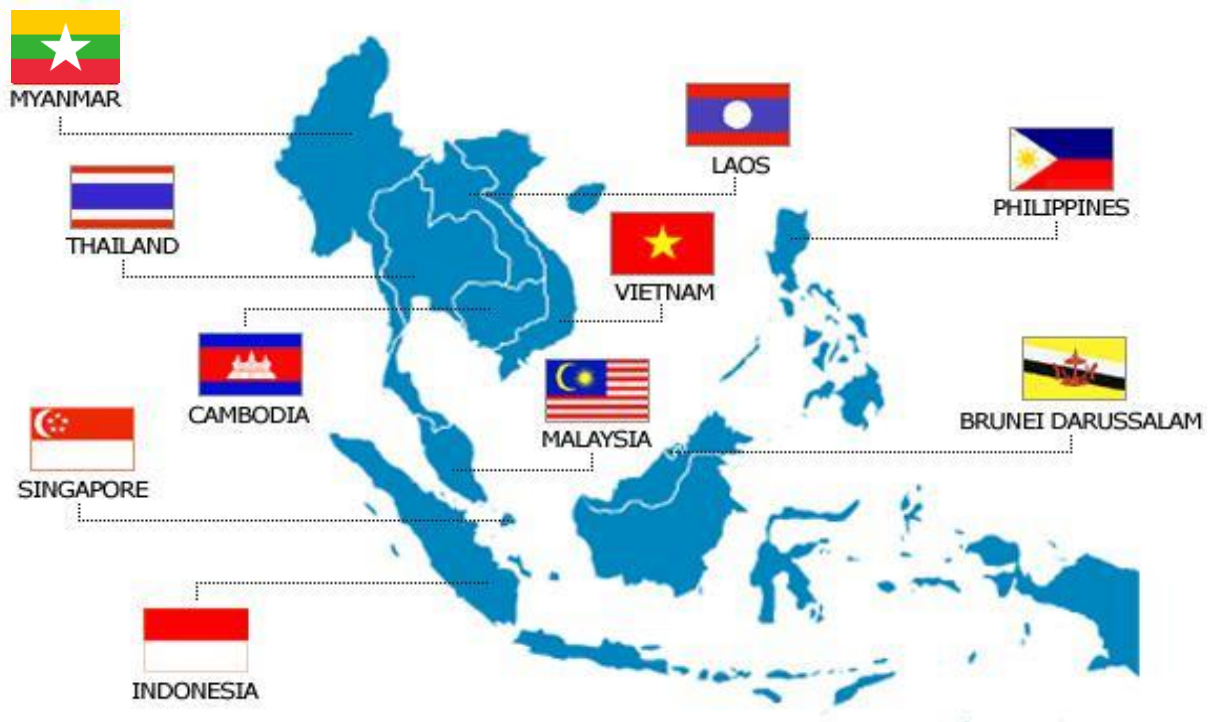 MYANMAR
LAOS
PHILIPPINES
THAILAND
VIETNAM
CAMBODIA
MALAYSIA
BRUNEI DARUSSALAM
SINGAPORE
INDONESIA